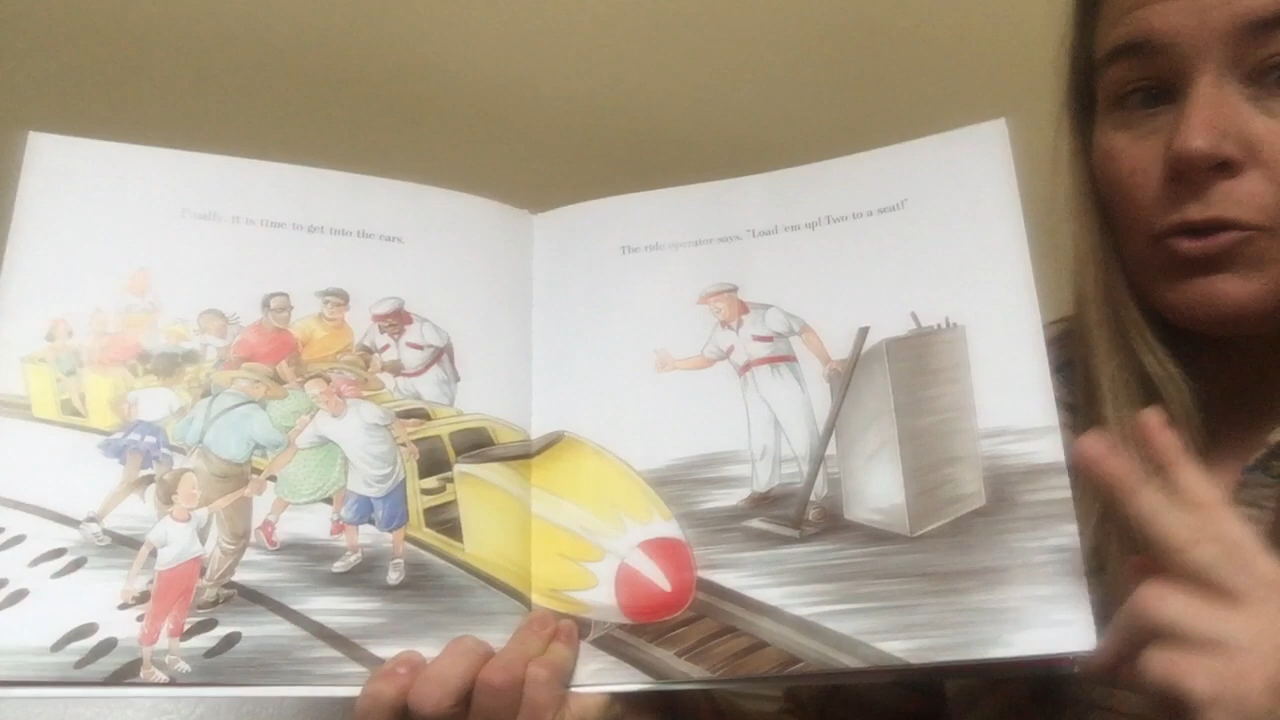 Finally, it is time to get into the cars.
The ride operator says, "Load 'em up! Two to a seat!"